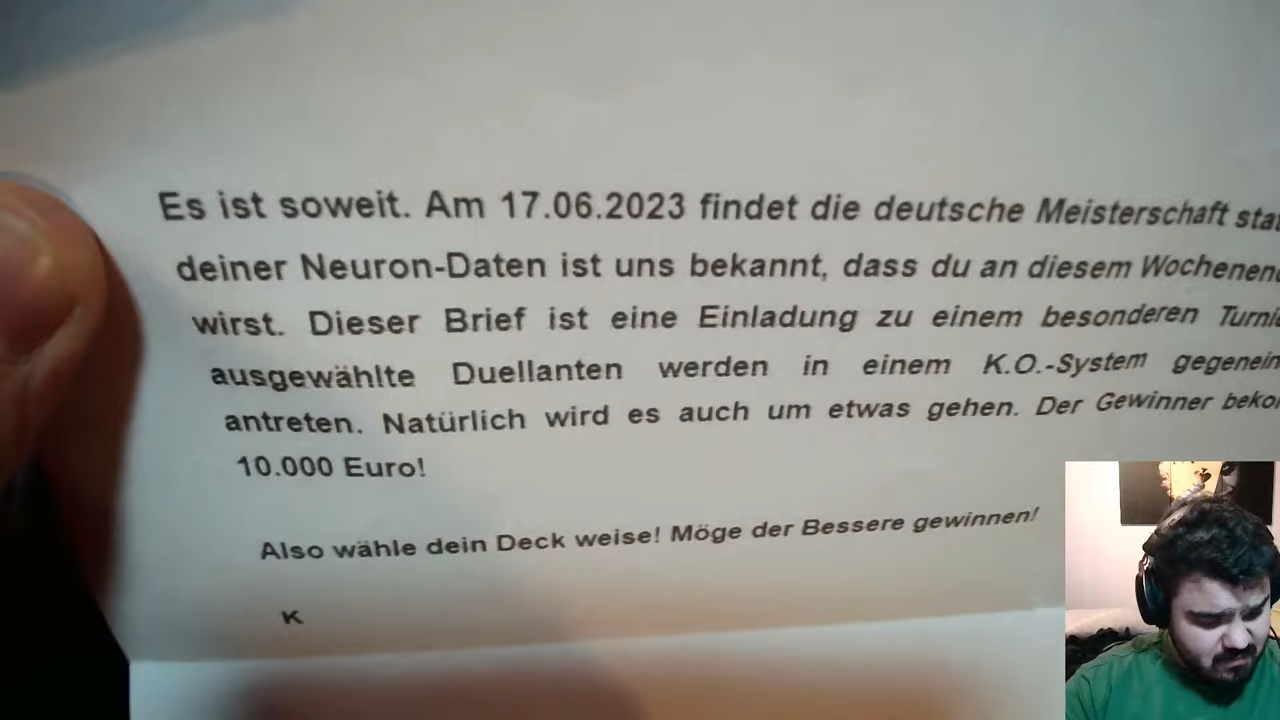 Es ist soweit. Am 17.06.2023 findet die deutsche Meisterschaft
deiner Neuron-Daten ist uns bekannt, dass du an diesem
wirst. Dieser Brief ist eine Einladung zu einem besonderen
ausgewählte Duellanten werden in einem K.O.-System
antreten. Natürlich wird es auch um etwas gehen. Der Gewinner
10.000 Euro!
Also wähle dein Deck weise! Möge der Bessere gewinnen!
K